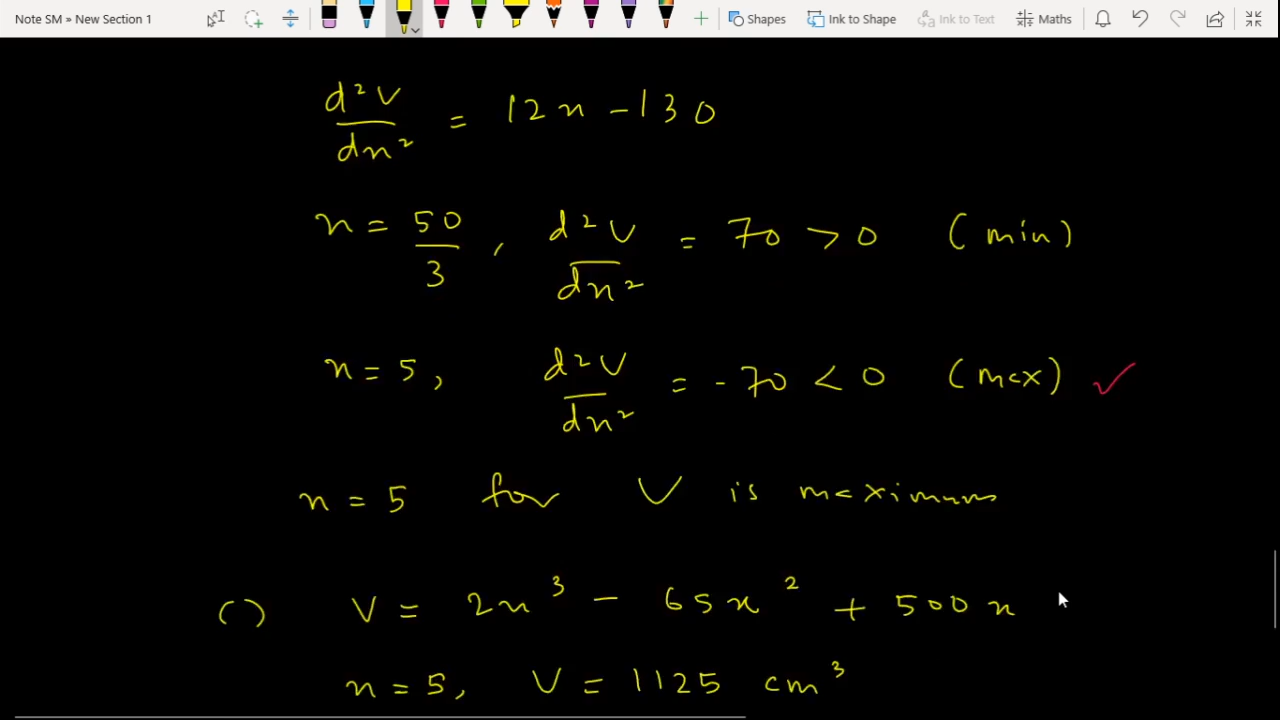 Note SM » New Section 1 Shapes Ink to Shape Ink to Text Maths
d²V/dx² = 12x - 130
x = 50/3, d²V/dx² = 70 > 0 (min)
x = 5, d²V/dx² = -70 < 0 (max) ✓
x = 5 for V is maximum
() V = 2x³ - 65x² + 500x
x = 5, V = 1125 cm³